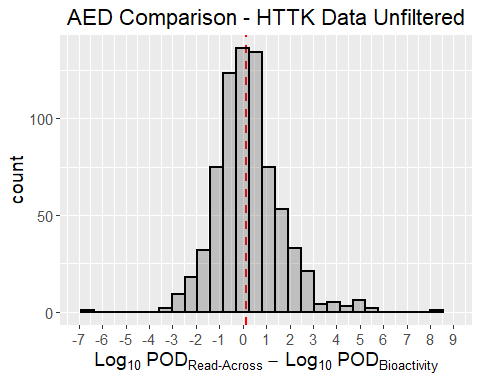 AED Comparison - HTTK Data Unfiltered
count
100
50
0
-7 -6 -5 -4 -3 -2 -1 0 1 2 3 4 5 6 7 8 9
Log10 PODRead-Across − Log10 PODBioactivity